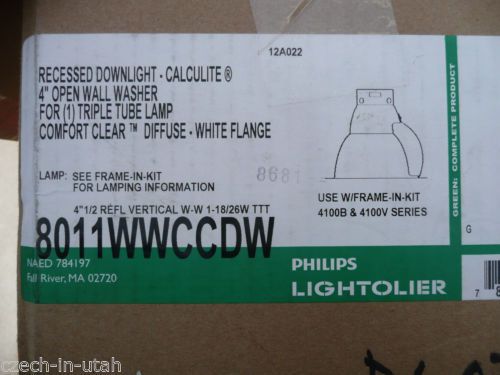 12A022
RECESSED DOWNLIGHT - CALCULITE ®
4" OPEN WALL WASHER
FOR (1) TRIPLE TUBE LAMP
COMFORT CLEAR ™ DIFFUSE - WHITE FLANGE
LAMP: SEE FRAME-IN-KIT
FOR LAMPING INFORMATION
8681
4"1/2 REFL VERTICAL W-W 1-18/26W TTT
8011WWCCDW
USE W/FRAME-IN-KIT
4100B & 4100V SERIES
NAED 784197
Fall River, MA 02720
PHILIPS
LIGHTOLIER
GREEN: COMPLETE PRODUCT
G
7
czech-in-utah